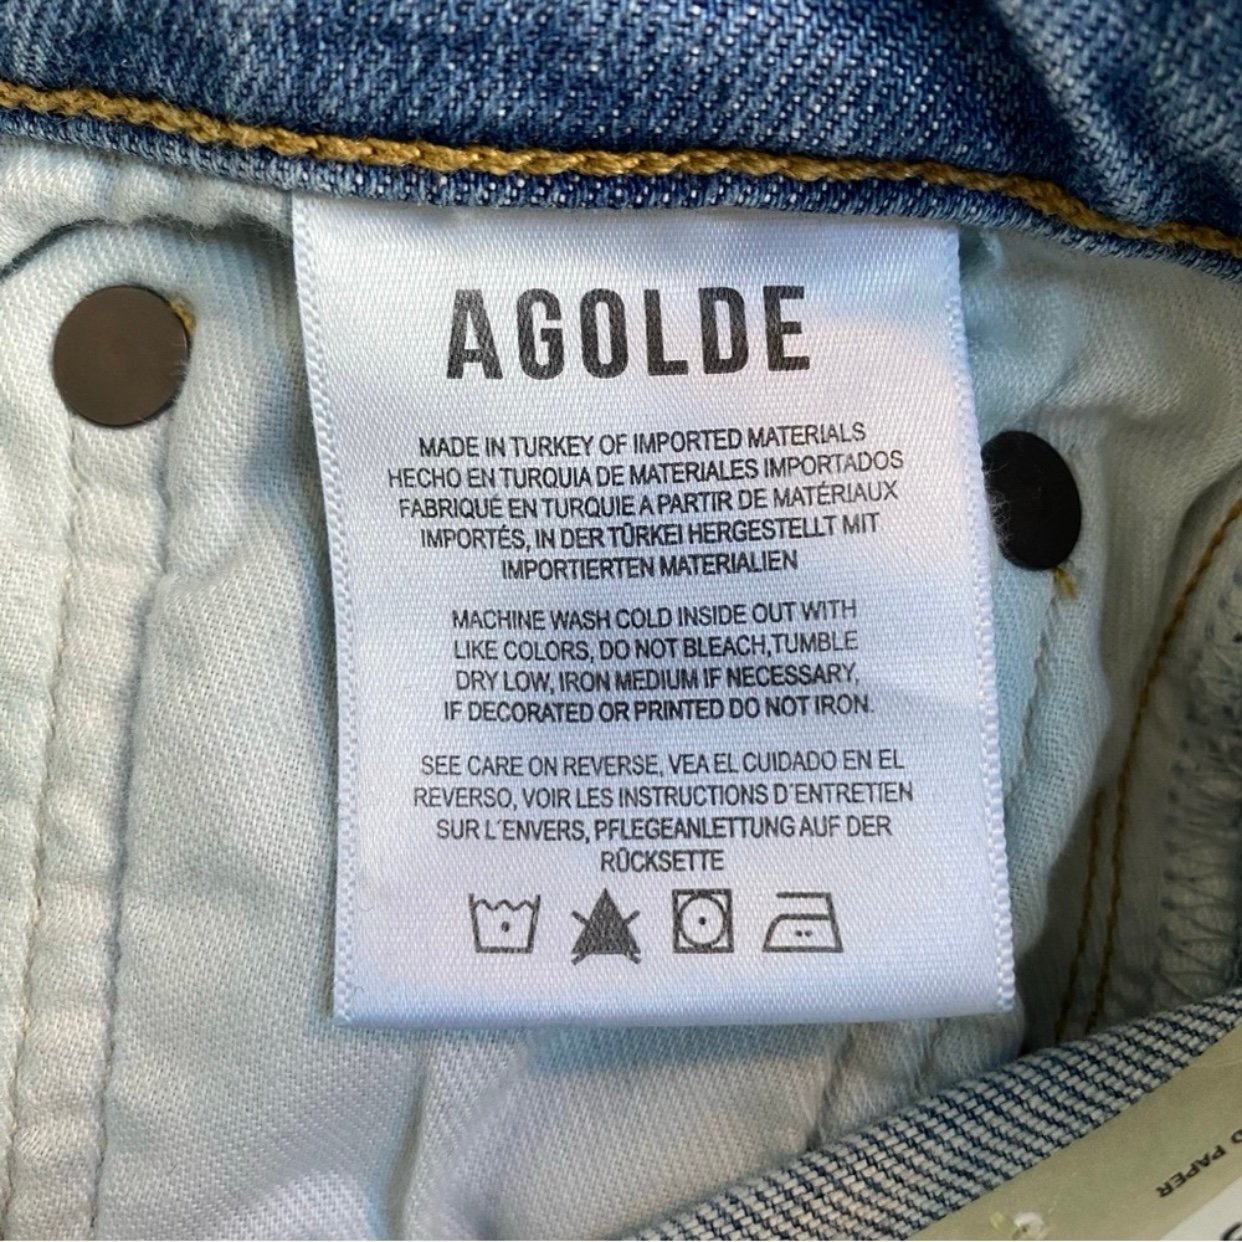 AGOLDE
MADE IN TURKEY OF IMPORTED MATERIALS
HECHO EN TURQUIA DE MATERIALES IMPORTADOS
FABRIQUÉ EN TURQUIE A PARTIR DE MATÉRIAUX
IMPORTÉS, IN DER TÛRKEI HERGESTELLT MIT
IMPORTIERTEN MATERIALIEN
MACHINE WASH COLD INSIDE OUT WITH
LIKE COLORS, DO NOT BLEACH,TUMBLE
DRY LOW, IRON MEDIUM IF NECESSARY,
IF DECORATED OR PRINTED DO NOT IRON.
SEE CARE ON REVERSE, VEA EL CUIDADO EN EL
REVERSO, VOIR LES INSTRUCTIONS D´ENTRETIEN
SUR L´ENVERS, PFLEGEANLETTUNG AUF DER
RÛCKSETTE
PAPER